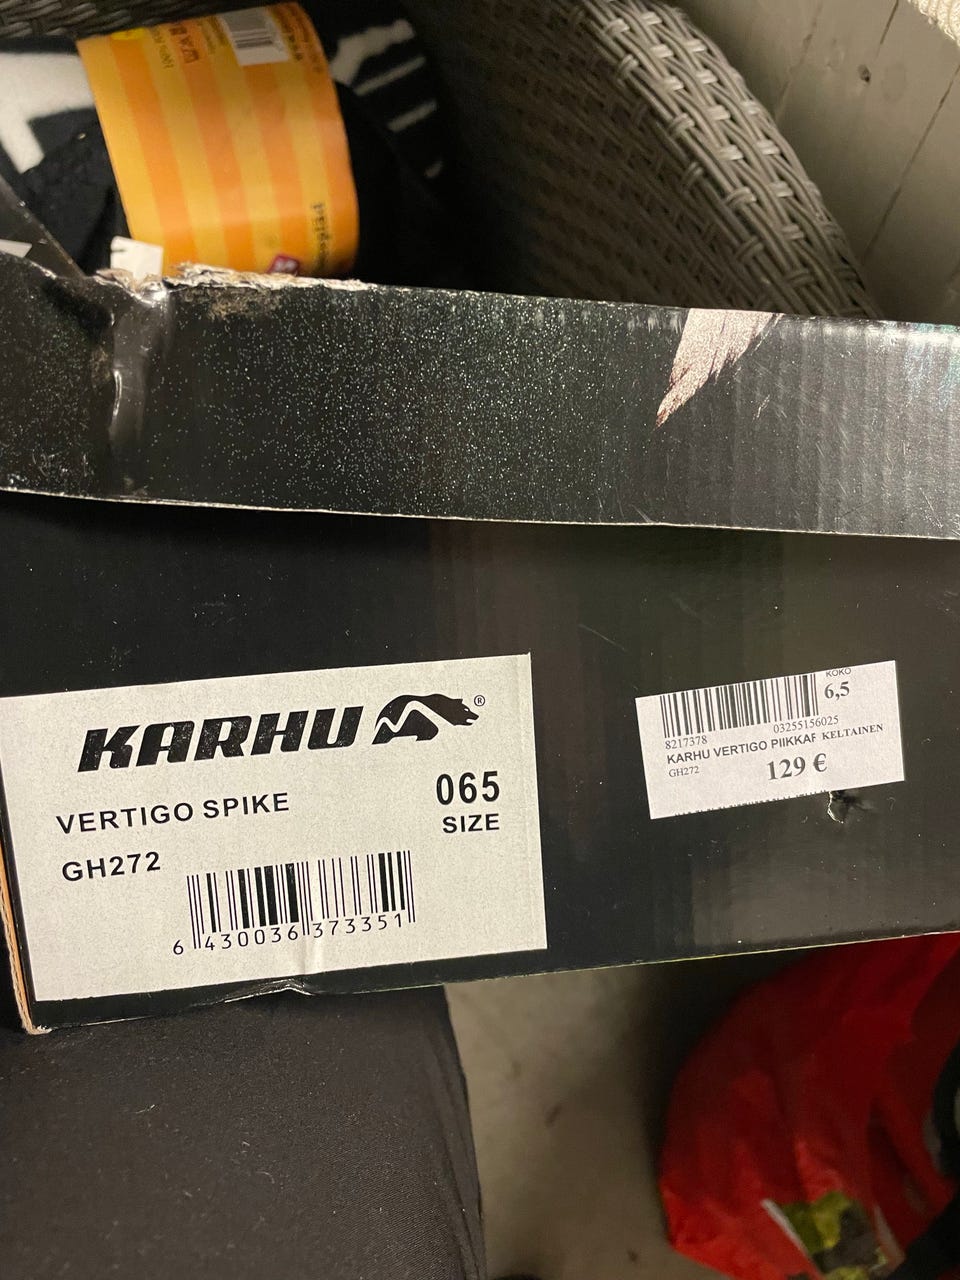 KARHU®
VERTIGO SPIKE
065
SIZE
GH272
6 430036 373351
KOKO
6,5
8217378
03255156025
KARHU VERTIGO PIIKKAR KELTAINEN
GH272
129 €